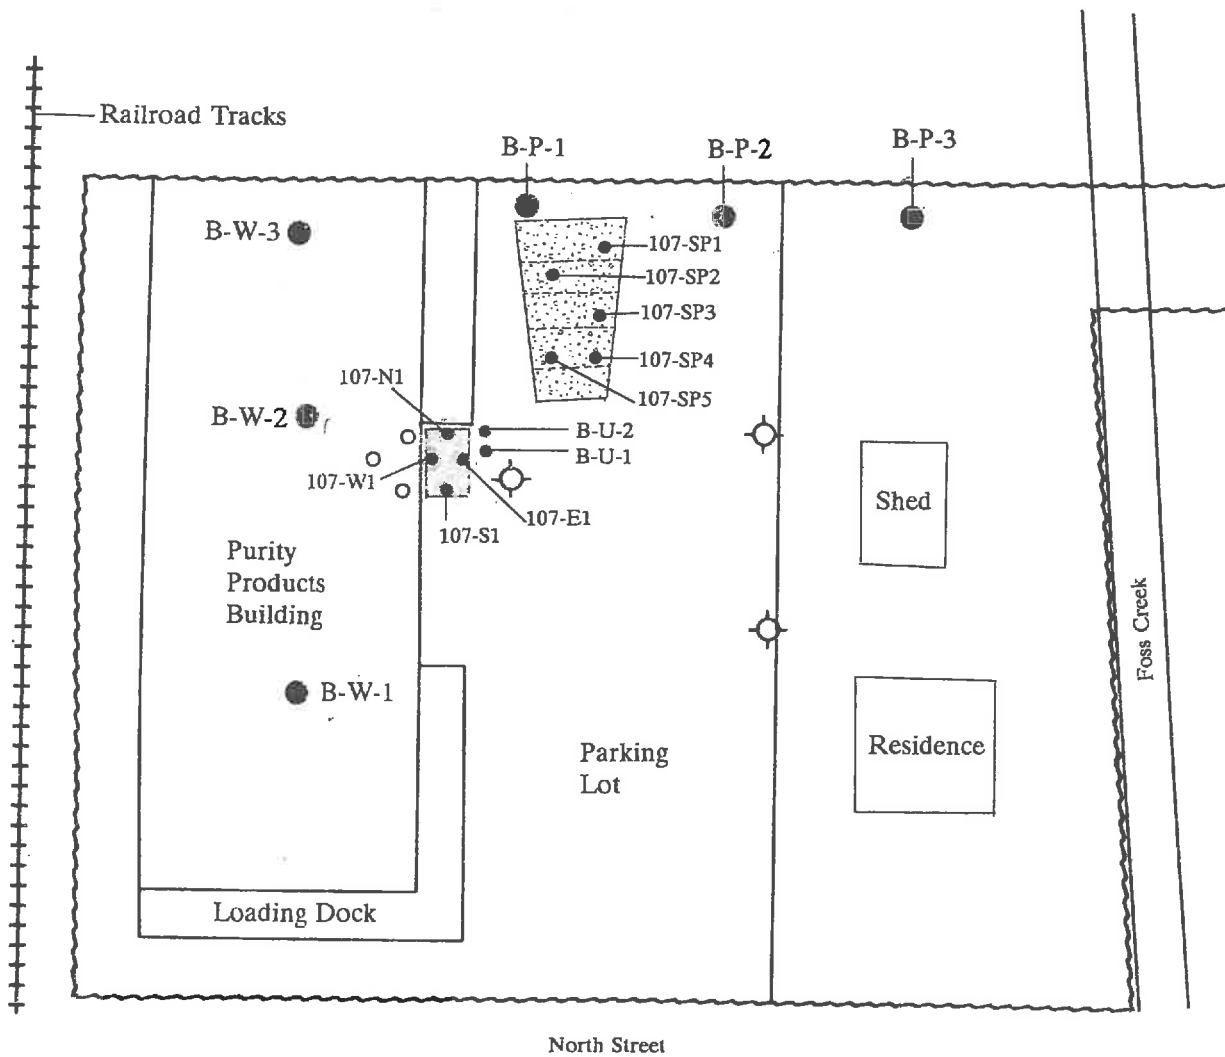 Railroad Tracks
B-P-1
B-P-2
B-P-3
B-W-3
107-SP1
107-SP2
107-SP3
107-SP4
107-SP5
107-N1
B-W-2
B-U-2
B-U-1
107-W1
107-E1
107-S1
Shed
Purity
Products
Building
Foss Creek
B-W-1
Residence
Parking
Lot
Loading Dock
North Street